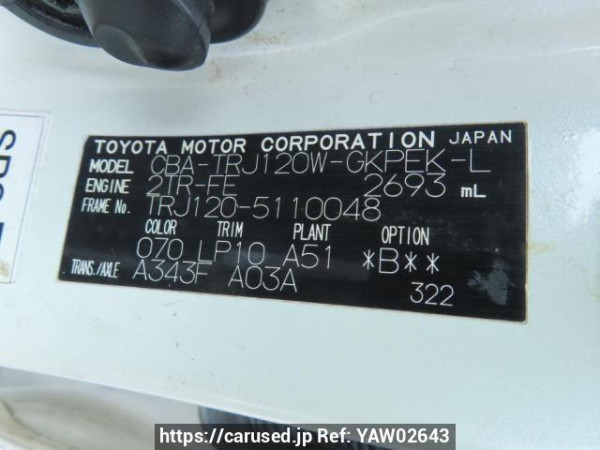 TOYOTA MOTOR CORPORATION JAPAN
MODEL CBA-TRJ120W-GKPEK-L
ENGINE 2TR-FE 2693 mL
FRAME No. TRJ120-5110048
COLOR TRIM PLANT
070 LP10 A51 *B**
TRANS./AXLE A343F A03A
322
https://carused.jp Ref: YAW02643